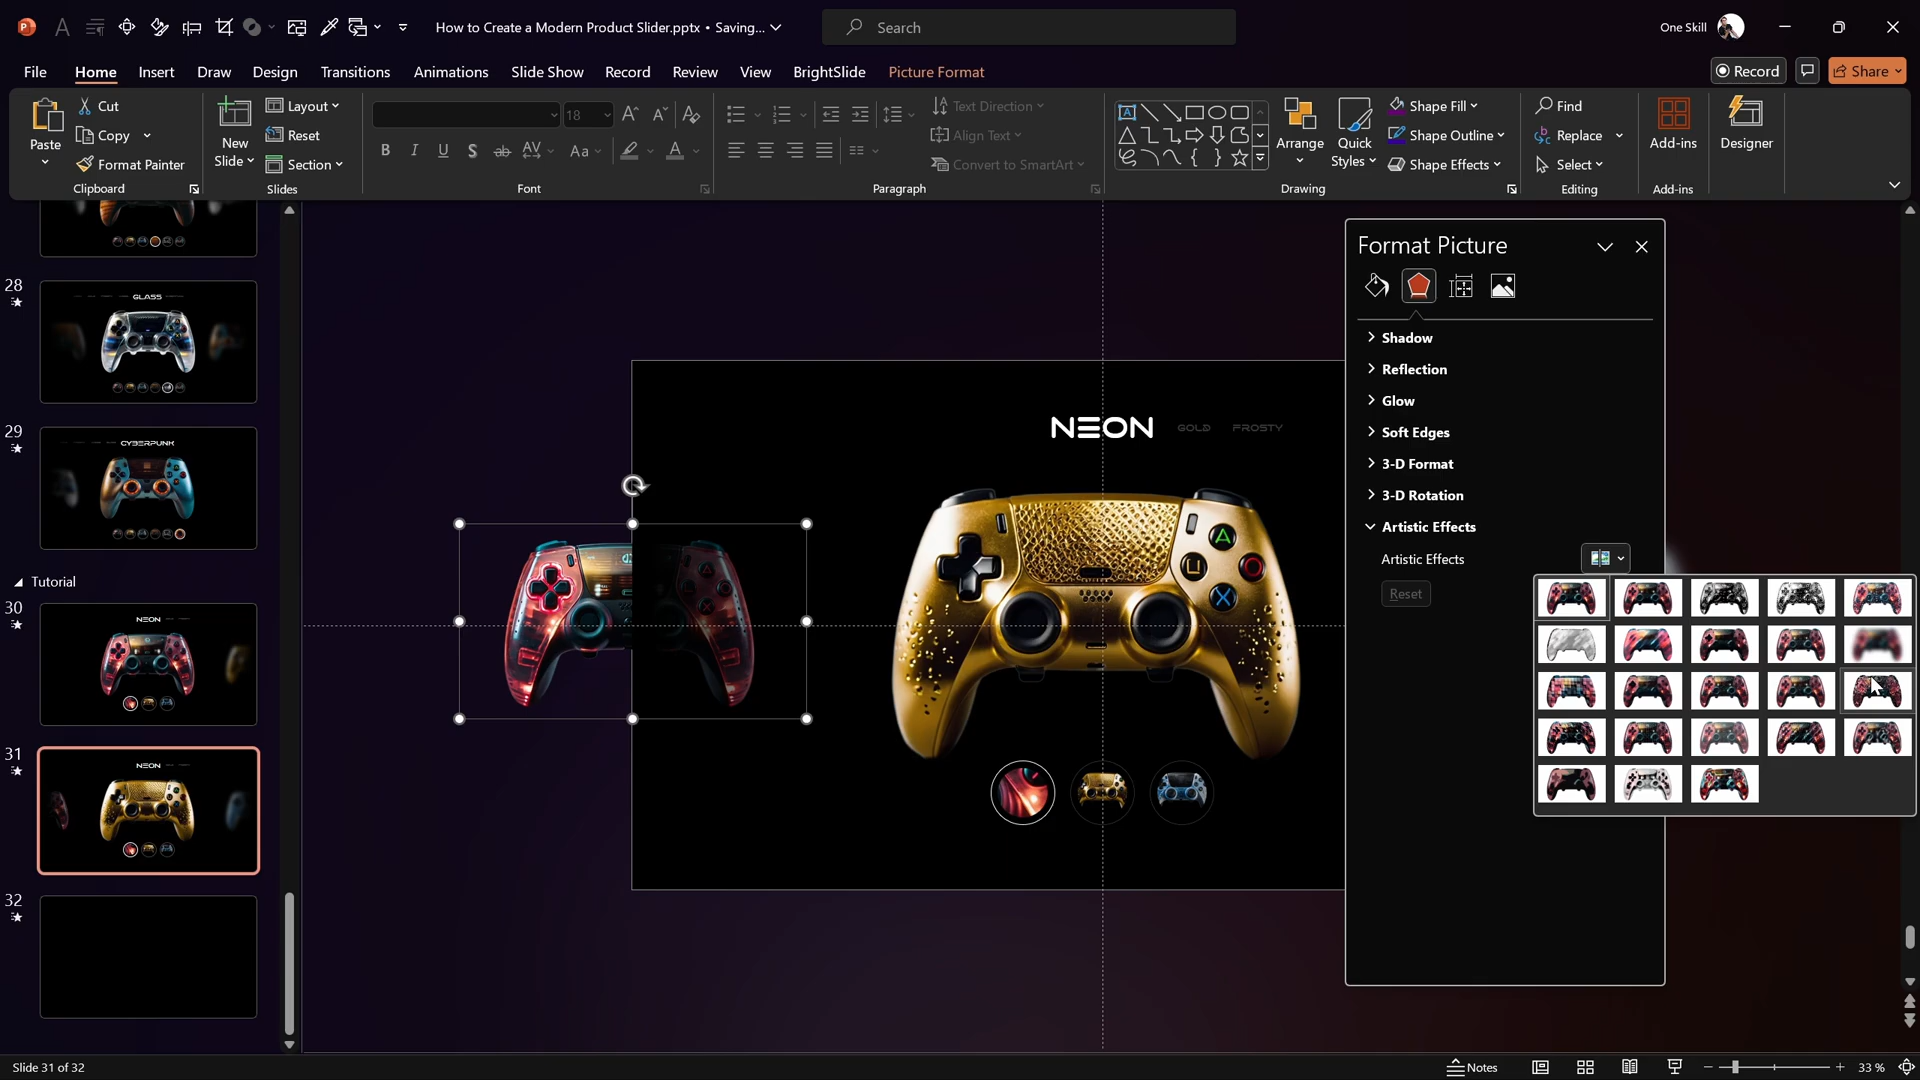 How to Create a Modern Product Slider.pptx • Saving...
Search
One Skill
File
Home
Insert
Draw
Design
Transitions
Animations
Slide Show
Record
Review
View
BrightSlide
Picture Format
Record
Share
Paste
Cut
Copy
Format Painter
Clipboard
New
Slide
Layout
Reset
Section
Slides
18
Font
Text Direction
Align Text
Convert to SmartArt
Paragraph
Arrange
Quick
Styles
Shape Fill
Shape Outline
Shape Effects
Drawing
Find
Replace
Select
Editing
Add-ins
Add-ins
Designer
28
GLASS
29
CYBERPUNK
Tutorial
30
NEON
31
NEON
32
NEON GOLD FROSTY
Format Picture
Shadow
Reflection
Glow
Soft Edges
3-D Format
3-D Rotation
Artistic Effects
Artistic Effects
Reset
Slide 31 of 32
Notes
33 %